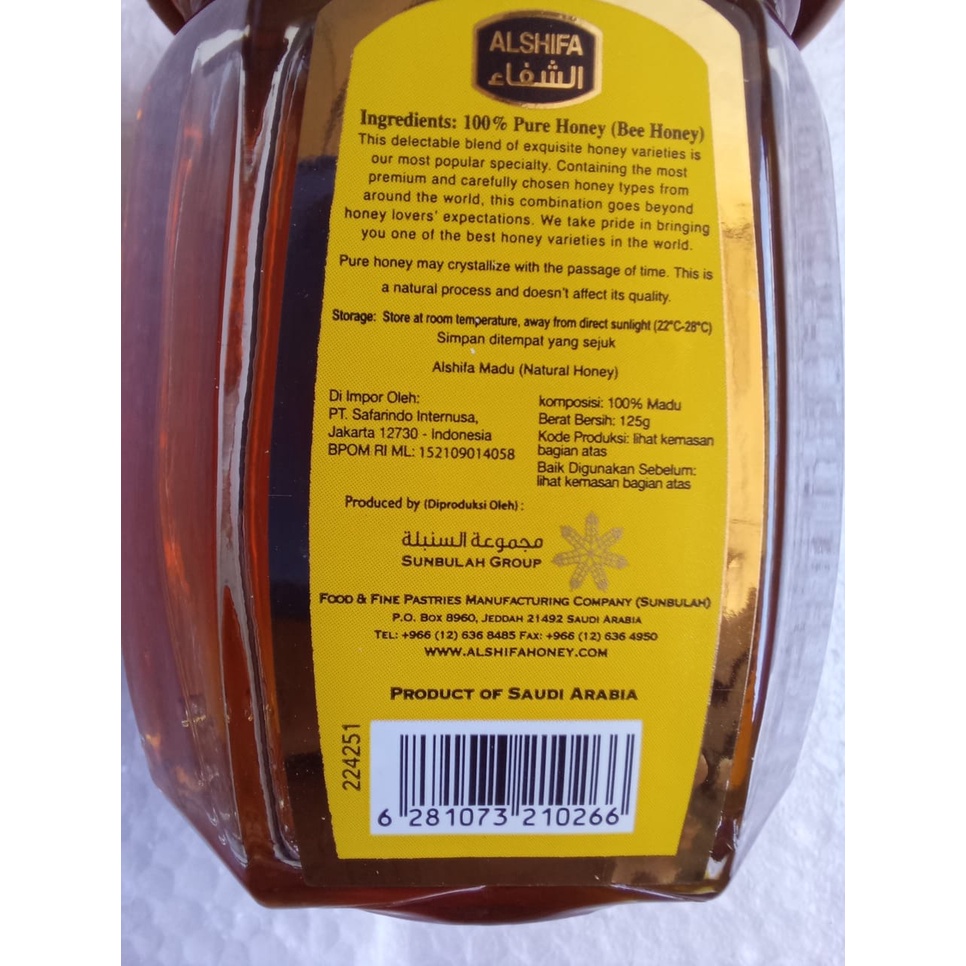 ALSHIFA
الشفاء
Ingredients: 100% Pure Honey (Bee Honey)
This delectable blend of exquisite honey varieties is
our most popular specialty. Containing the most
premium and carefully chosen honey types from
around the world, this combination goes beyond
honey lovers' expectations. We take pride in bringing
you one of the best honey varieties in the world.
Pure honey may crystallize with the passage of time. This is
a natural process and doesn't affect its quality.
Storage: Store at room temperature, away from direct sunlight (22°C-28°C)
Simpan ditempat yang sejuk
Alshifa Madu (Natural Honey)
Di Impor Oleh:
PT. Safarindo Internusa,
Jakarta 12730 - Indonesia
BPOM RI ML: 152109014058
komposisi: 100% Madu
Berat Bersih: 125g
Kode Produksi: lihat kemasan
bagian atas
Baik Digunakan Sebelum:
lihat kemasan bagian atas
Produced by (Diproduksi Oleh) :
مجموعة السنبلة
SUNBULAH GROUP
FOOD & FINE PASTRIES MANUFACTURING COMPANY (SUNBULAH)
P.O. BOX 8960, JEDDAH 21492 SAUDI ARABIA
TEL: +966 (12) 636 8485 FAX: +966 (12) 636 4950
WWW.ALSHIFAHONEY.COM
PRODUCT OF SAUDI ARABIA
224251
6 281073 210266